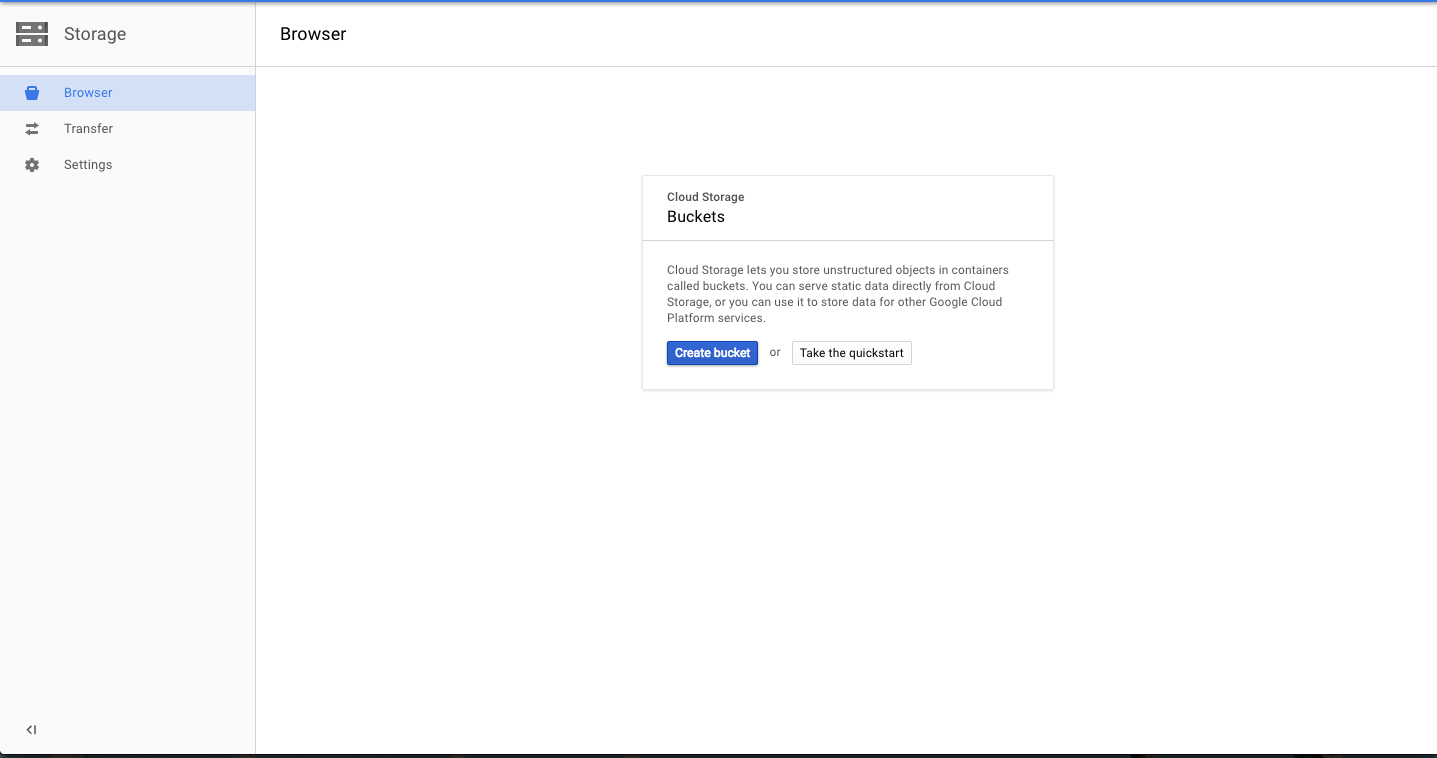 Storage
Browser
Browser
Transfer
Settings
Cloud Storage
Buckets
Cloud Storage lets you store unstructured objects in containers
called buckets. You can serve static data directly from Cloud
Storage, or you can use it to store data for other Google Cloud
Platform services.
Create bucket or Take the quickstart